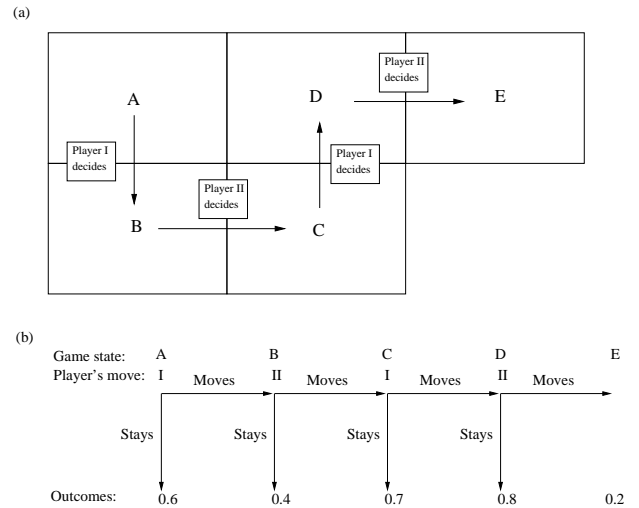 (a)
Player II
decides
A
D
E
Player I
decides
Player I
decides
Player II
decides
B
C
(b)
Game state: A B C D E
Player's move: I II I II
Moves Moves Moves Moves
Stays Stays Stays Stays
Outcomes: 0.6 0.4 0.7 0.8 0.2